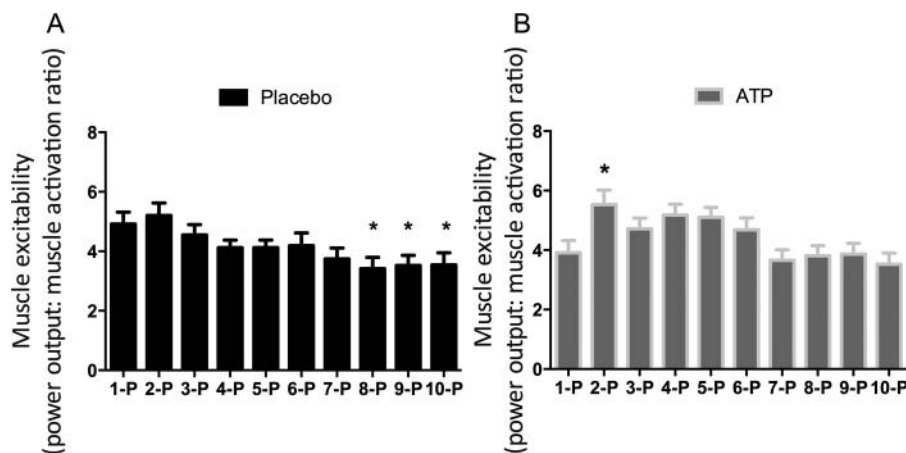 A
Muscle excitability
(power output: muscle activation ratio)
Placebo
8
6
4
2
0
* * *
1-P 2-P 3-P 4-P 5-P 6-P 7-P 8-P 9-P 10-P
B
Muscle excitability
(power output: muscle activation ratio)
ATP
8
6
4
2
0
*
1-P 2-P 3-P 4-P 5-P 6-P 7-P 8-P 9-P 10-P